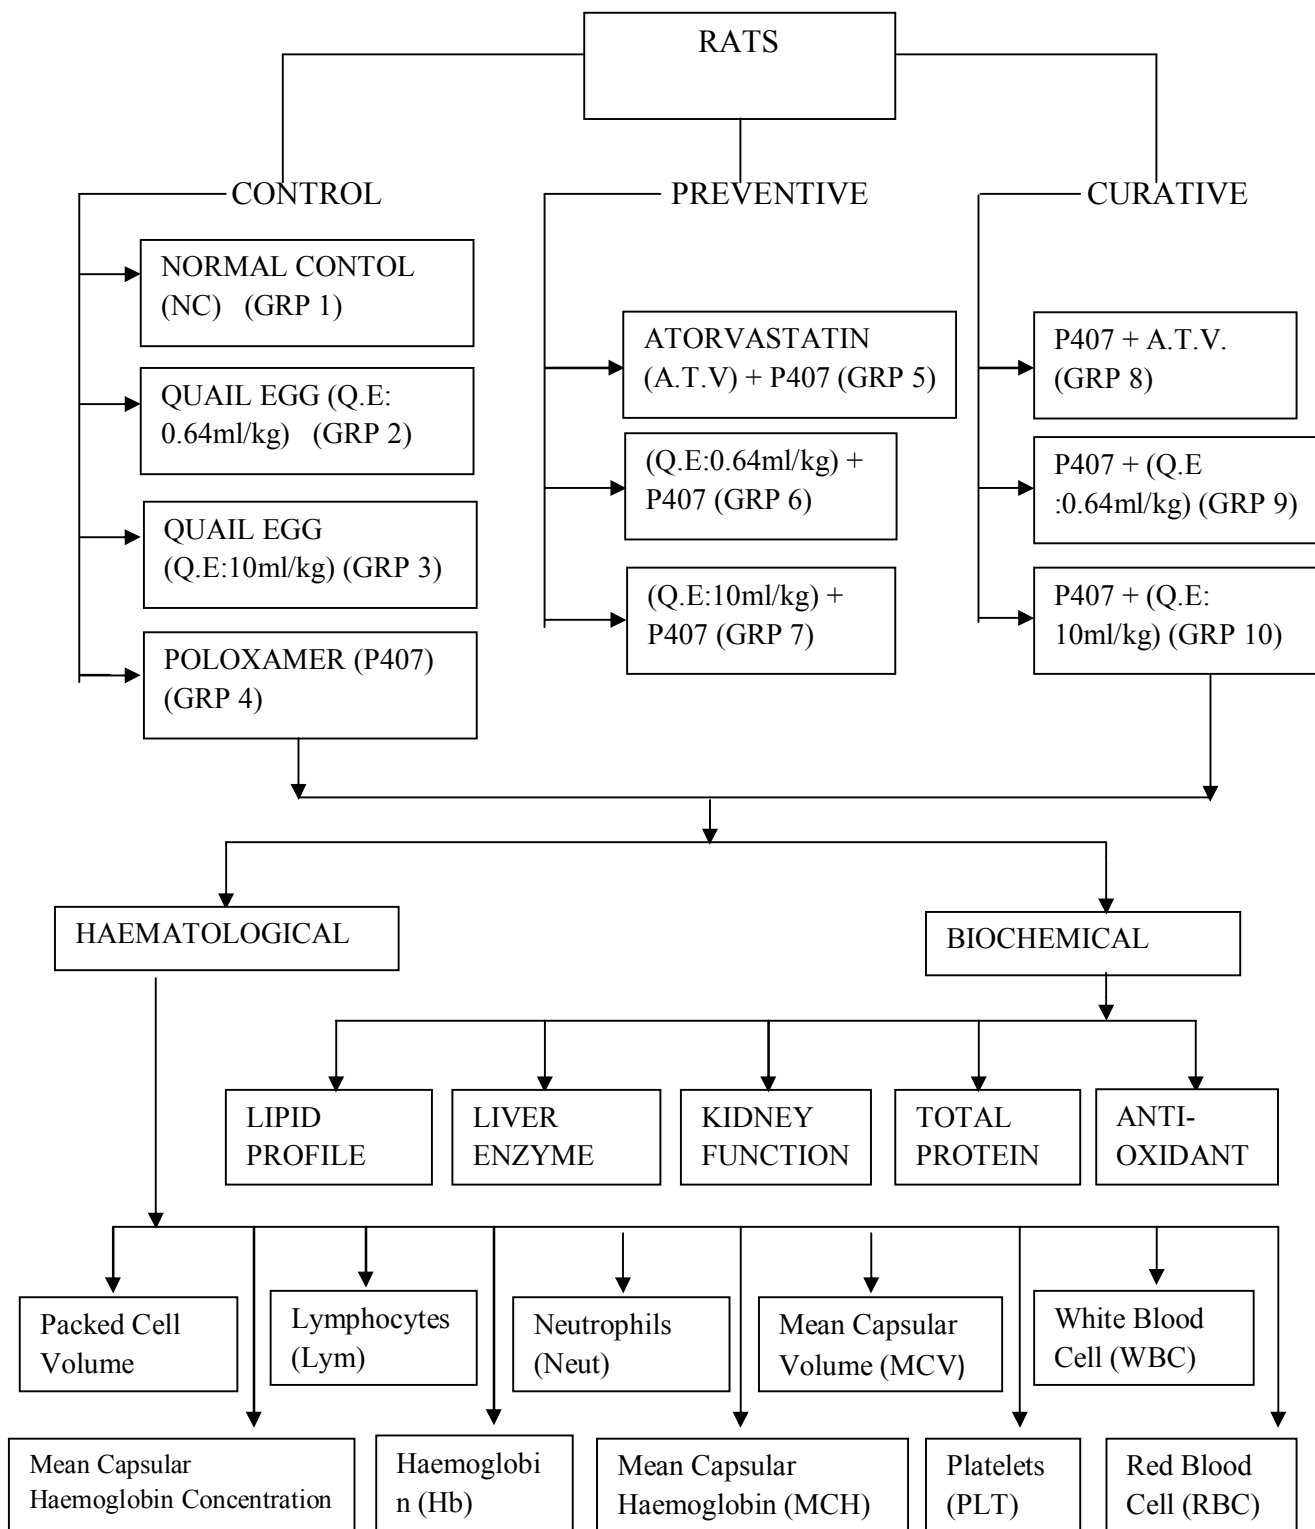 RATS
CONTROL
PREVENTIVE
CURATIVE
NORMAL CONTOL
(NC) (GRP 1)
QUAIL EGG (Q.E:
0.64ml/kg) (GRP 2)
QUAIL EGG
(Q.E:10ml/kg) (GRP 3)
POLOXAMER (P407)
(GRP 4)
ATORVASTATIN
(A.T.V) + P407 (GRP 5)
(Q.E:0.64ml/kg) +
P407 (GRP 6)
(Q.E:10ml/kg) +
P407 (GRP 7)
P407 + A.T.V.
(GRP 8)
P407 + (Q.E
:0.64ml/kg) (GRP 9)
P407 + (Q.E:
10ml/kg) (GRP 10)
HAEMATOLOGICAL
BIOCHEMICAL
LIPID
PROFILE
LIVER
ENZYME
KIDNEY
FUNCTION
TOTAL
PROTEIN
ANTI-
OXIDANT
Packed Cell
Volume
Lymphocytes
(Lym)
Neutrophils
(Neut)
Mean Capsular
Volume (MCV)
White Blood
Cell (WBC)
Mean Capsular
Haemoglobin Concentration
Haemoglobi
n (Hb)
Mean Capsular
Haemoglobin (MCH)
Platelets
(PLT)
Red Blood
Cell (RBC)